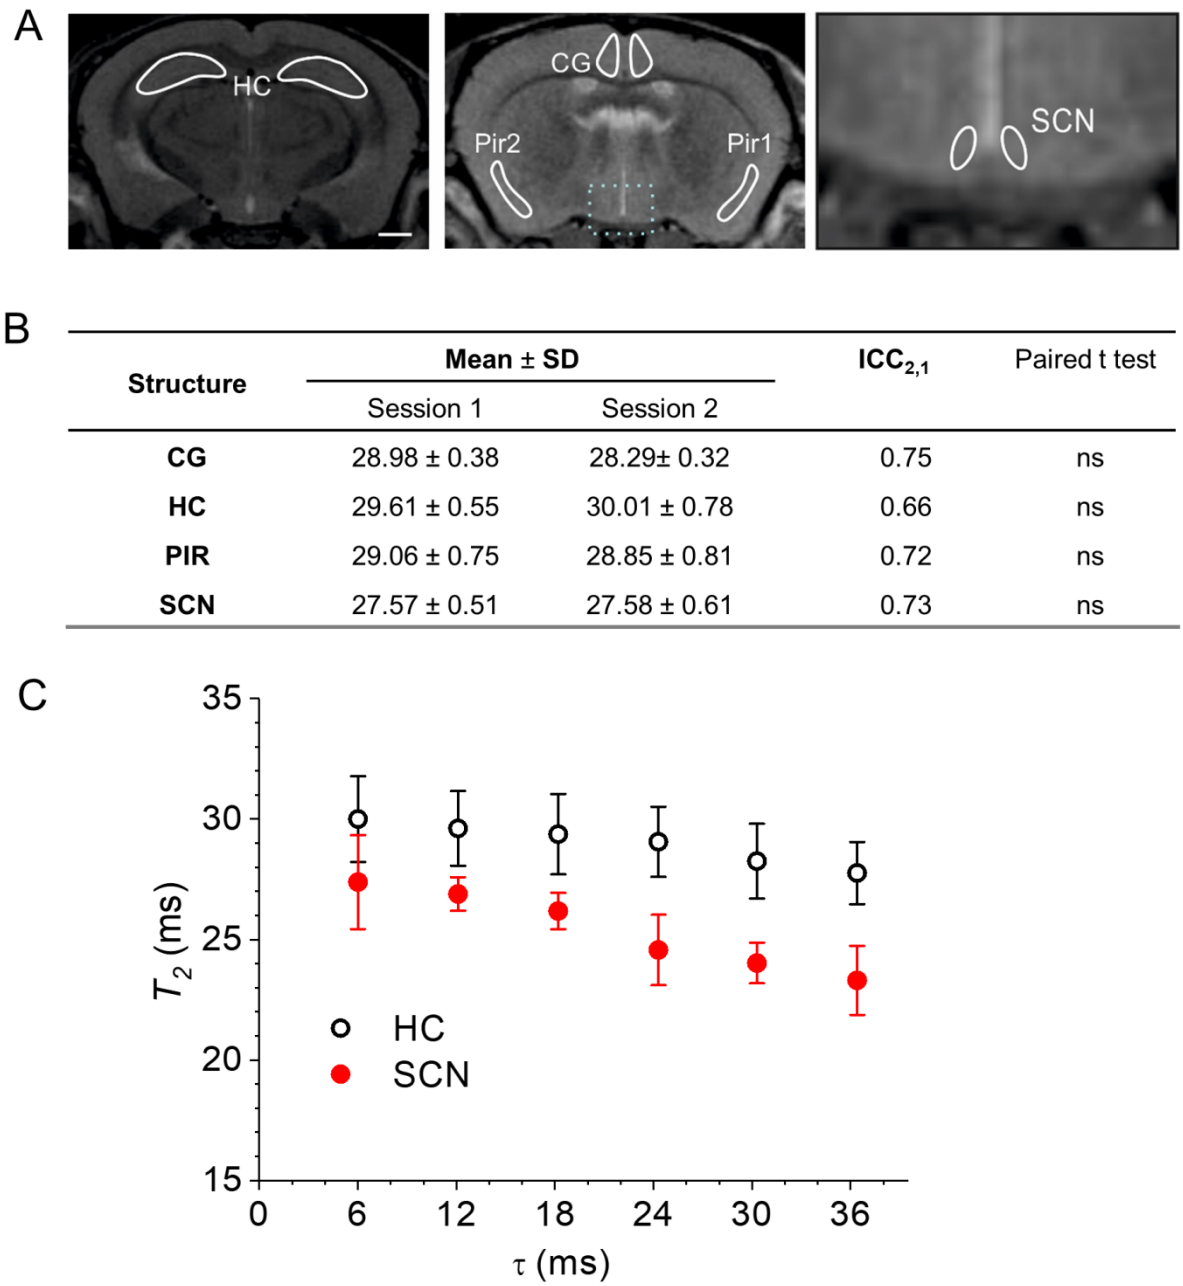 A
HC
CG
Pir2
Pir1
SCN
B
Structure
Mean ± SD
ICC2,1
Paired t test
Session 1
Session 2
CG 28.98 ± 0.38 28.29± 0.32 0.75 ns
HC 29.61 ± 0.55 30.01 ± 0.78 0.66 ns
PIR 29.06 ± 0.75 28.85 ± 0.81 0.72 ns
SCN 27.57 ± 0.51 27.58 ± 0.61 0.73 ns
C
35
30
25
20
15
T2 (ms)
HC
SCN
0 6 12 18 24 30 36
τ (ms)